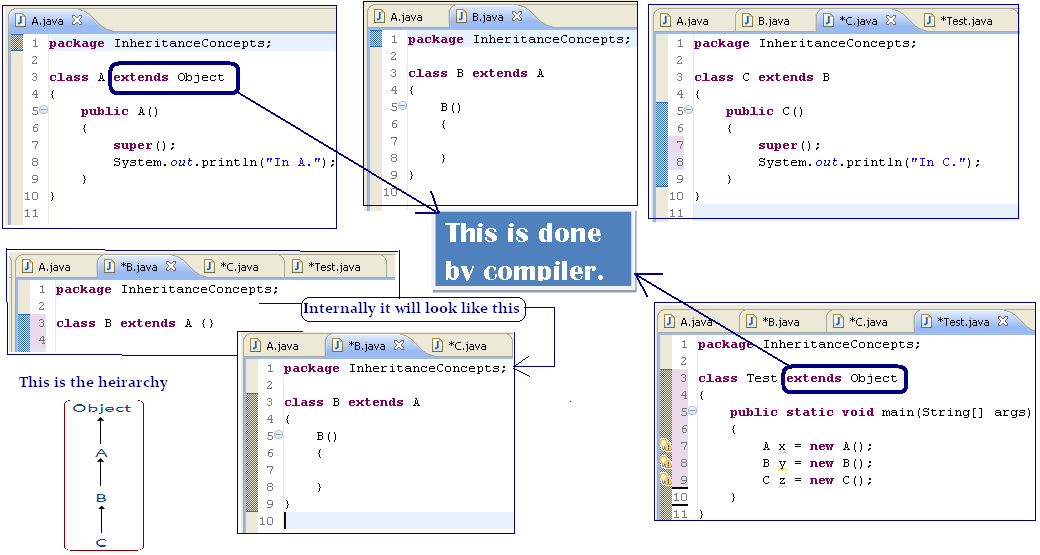 A.java
1 package InheritanceConcepts;
2
3 class A extends Object
4 {
5 public A()
6 {
7 super();
8 System.out.println("In A.");
9 }
10 }
11
A.java B.java
1 package InheritanceConcepts;
2
3 class B extends A
4 {
5 B()
6 {
7
8 }
9 }
10
A.java B.java *C.java *Test.java
1 package InheritanceConcepts;
2
3 class C extends B
4 {
5 public C()
6 {
7 super();
8 System.out.println("In C.");
9 }
10 }
11
This is done
by compiler.
A.java *B.java *C.java *Test.java
1 package InheritanceConcepts;
2
3 class B extends A {}
4
Internally it will look like this
A.java *B.java *C.java
1 package InheritanceConcepts;
2
3 class B extends A
4 {
5 B()
6 {
7
8 }
9 }
10
This is the heirarchy
Object
A
B
C
A.java *B.java *C.java *Test.java
1 package InheritanceConcepts;
2
3 class Test extends Object
4 {
5 public static void main(String[] args)
6 {
7 A x = new A();
8 B y = new B();
9 C z = new C();
10 }
11 }